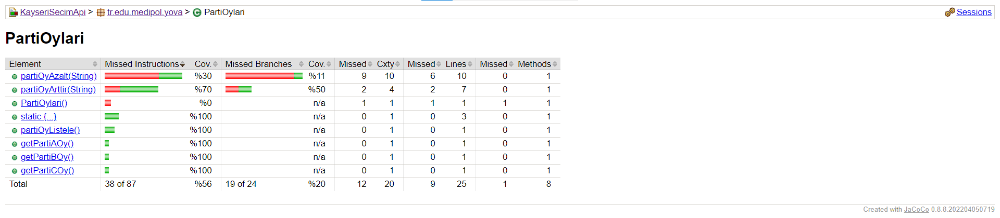 KayseriSecimApi > tr.edu.medipol.yova > PartiOylari Sessions
PartiOylari
Element Missed Instructions Cov. Missed Branches Cov. Missed Cxty Missed Lines Missed Methods
partiOyAzalt(String) %30 %11 9 10 6 10 0 1
partiOyArttir(String) %70 %50 2 4 2 7 0 1
PartiOylari() %0 n/a 1 1 1 1 1 1
static {...} %100 n/a 0 1 0 3 0 1
partiOyListele() %100 n/a 0 1 0 1 0 1
getPartiAOy() %100 n/a 0 1 0 1 0 1
getPartiBOy() %100 n/a 0 1 0 1 0 1
getPartiCOy() %100 n/a 0 1 0 1 0 1
Total 38 of 87 %56 19 of 24 %20 12 20 9 25 1 8
Created with JaCoCo 0.8.8.202204050719